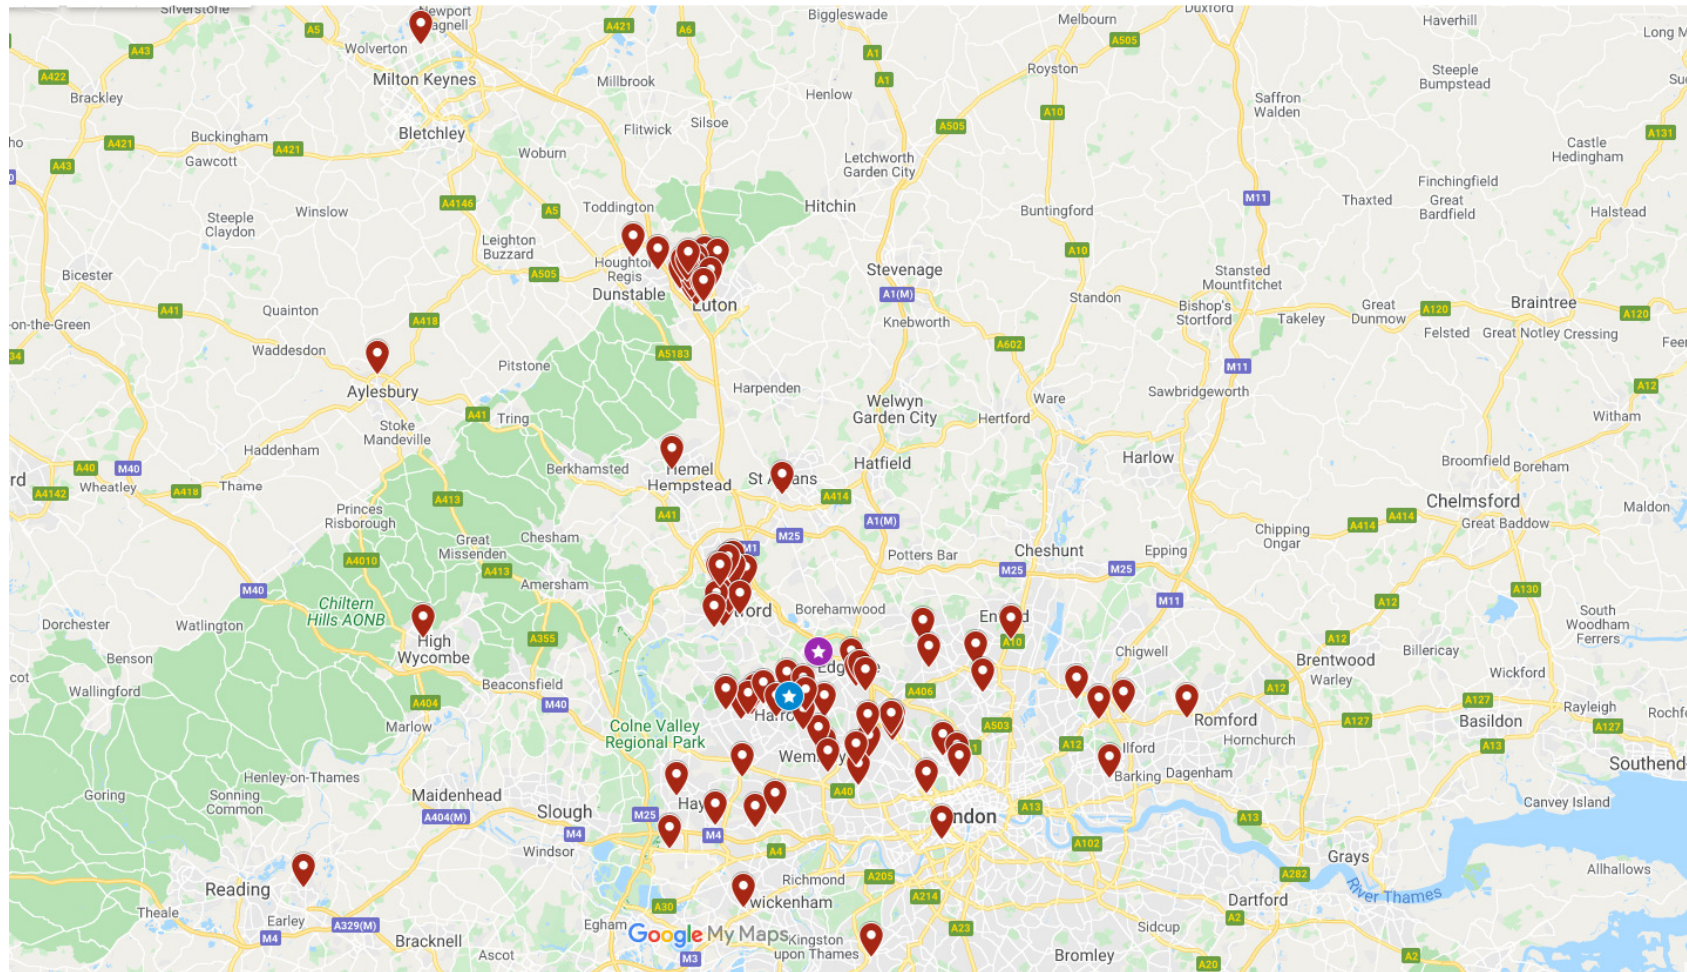 Silverstone
Newport
Biggleswade
Melbourn
Duxford
Haverhill
A5
A421
A6
A505
A1
A43
Wolverton
Long M
Royston
Steeple
Bumpstead
A422
Milton Keynes
Millbrook
A1
Brackley
Henlow
Saffron
Walden
A10
Bletchley
Flitwick
Silsoe
A505
A131
Buckingham
A421
A421
Gawcott
Castle
Hedingham
A43
Woburn
Letchworth
Garden City
M11
Finchingfield
Thaxted
Great
Bardfield
Halstead
A4146
A5
Toddington
Hitchin
Buntingford
Winslow
Steeple
Claydon
Leighton
Buzzard
A10
Bicester
A505
Houghton
Regis
Stevenage
Stansted
Mountfitchet
Dunstable
Luton
A1(M)
Standon
Bishop's
Stortford
Takeley
Great
Dunmow
A120
Braintree
A120
Quainton
A41
A418
-on-the-Green
Knebworth
Felsted
Great Notley
Cressing
A602
Waddesdon
A5183
Pitstone
M11
Aylesbury
Harpenden
Sawbridgeworth
A12
Welwyn
Garden City
Ware
Hertford
Witham
A41
Tring
Stoke
Mandeville
Haddenham
Berkhamsted
Hemel
Hempstead
Hatfield
Harlow
Broomfield
Boreham
A40
M40
Wheatley
A4142
A418
Thame
A413
A414
Chelmsford
Great Baddow
Maldon
Princes
Risborough
A41
A1(M)
M25
Chipping
Ongar
A414
A414
Chesham
Great
Missenden
A4010
A413
M1
Potters Bar
Cheshunt
Epping
M25
M25
Amersham
M40
A130
Chiltern
Hills AONB
Borehamwood
M11
A12
South
Woodham
Ferrers
Dorchester
Watlington
High
Wycombe
A355
A10
Chigwell
A12
Billericay
Benson
Brentwood
Warley
Wickford
Wallingford
Beaconsfield
A404
M40
A406
A12
A127
Rayleigh
Marlow
Colne Valley
Regional Park
A503
Romford
A127
Basildon
A127
Hornchurch
A12
Ilford
A13
Barking
Dagenham
Henley-on-Thames
Southend
Goring
Sonning
Common
Maidenhead
A40
A404(M)
Slough
M25
A13
A13
Canvey Island
M4
M4
Windsor
A4
A102
Grays
Richmond
A205
A282
Allhallows
Reading
A214
River Thames
Dartford
Theale
Earley
A329(M)
A30
Egham
A23
Sidcup
A2
M4
Bracknell
Google My Maps
Kingston
upon Thames
Ascot
M3
Bromley
A20
A2